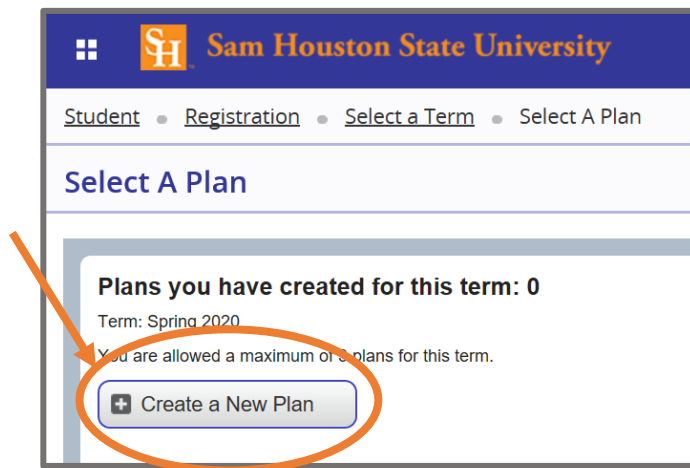 SH Sam Houston State University
Student Registration Select a Term Select A Plan
Select A Plan
Plans you have created for this term: 0
Term: Spring 2020
You are allowed a maximum of plans for this term.
Create a New Plan